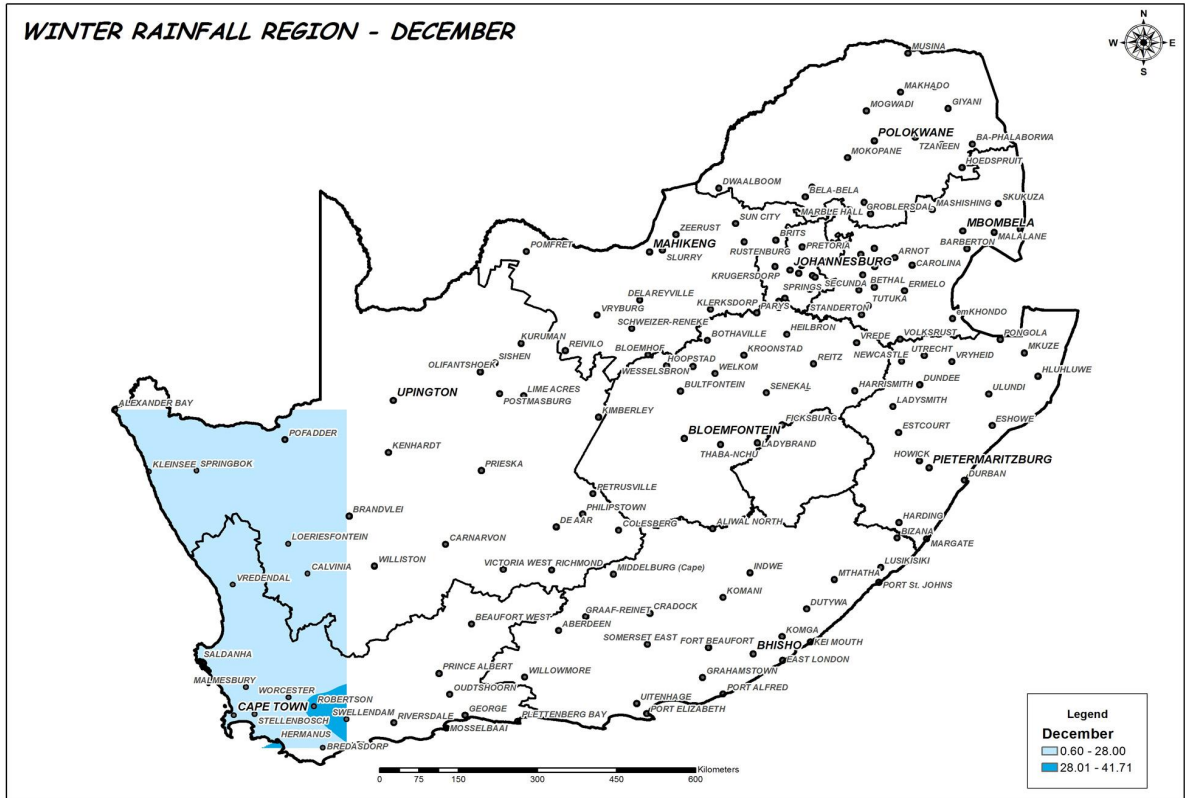 WINTER RAINFALL REGION - DECEMBER
N
W E
S
MUSINA
MAKHADO
MOGWADI
GIYANI
POLOKWANE
TZANEEN
BA-PHALABORWA
MOKOPANE
HOEDSPRUIT
DWAALBOOM
BELA-BELA
SKUKUZA
GROBLERSDAL
MASHISHING
MARBLE HALL
SUN CITY
MBOMBELA
ZEERUST
MALALANE
BRITS
BARBERTON
POMFRET
MAHIKENG
RUSTENBURG
PRETORIA
ARNOT
SLURRY
JOHANNESBURG
CAROLINA
KRUGERSDORP
SPRINGS
SECUNDA
BETHAL
ERMELO
DELAREYVILLE
KLERKSDORP
PARYS
STANDERTON
TUTUKA
VRYBURG
emKHONDO
SCHWEIZER-RENEKE
BOTHAVILLE
HEILBRON
VREDE
VOLKSRUST
PONGOLA
KURUMAN
REIVILO
BLOEMHOF
KROONSTAD
UTRECHT
MKUZE
SISHEN
HOOPSTAD
REITZ
NEWCASTLE
VRYHEID
OLIFANTSHOEK
WESSELSBRON
WELKOM
HLUHLUWE
UPINGTON
LIME ACRES
BULTFONTEIN
SENEKAL
HARRISMITH
DUNDEE
ULUNDI
POSTMASBURG
LADYSMITH
ALEXANDER BAY
KIMBERLEY
FICKSBURG
ESHOWE
POFADDER
BLOEMFONTEIN
ESTCOURT
LADYBRAND
KENHARDT
THABA-NCHU
HOWICK
PIETERMARITZBURG
KLEINSEE
SPRINGBOK
PRIESKA
DURBAN
PETRUSVILLE
BRANDVLEI
PHILIPSTOWN
HARDING
DE AAR
COLESBERG
ALIWAL NORTH
BIZANA
LOERIESFONTEIN
CARNARVON
MARGATE
WILLISTON
VICTORIA WEST
RICHMOND
MIDDELBURG (Cape)
INDWE
LUSIKISIKI
CALVINIA
MTHATHA
VREDENDAL
PORT St. JOHNS
KOMANI
BEAUFORT WEST
GRAAF-REINET
CRADOCK
DUTYWA
ABERDEEN
SOMERSET EAST
FORT BEAUFORT
KOMGA
KEI MOUTH
SALDANHA
BHISHO
EAST LONDON
PRINCE ALBERT
WILLOWMORE
GRAHAMSTOWN
MALMESBURY
WORCESTER
OUDTSHOORN
PORT ALFRED
ROBERTSON
UITENHAGE
CAPE TOWN
SWELLENDAM
RIVERSDALE
GEORGE
PLETTENBERG BAY
PORT ELIZABETH
STELLENBOSCH
MOSSELBAAI
HERMANUS
BREDASDORP
Kilometers
0 75 150 300 450 600
Legend
December
0.60 - 28.00
28.01 - 41.71